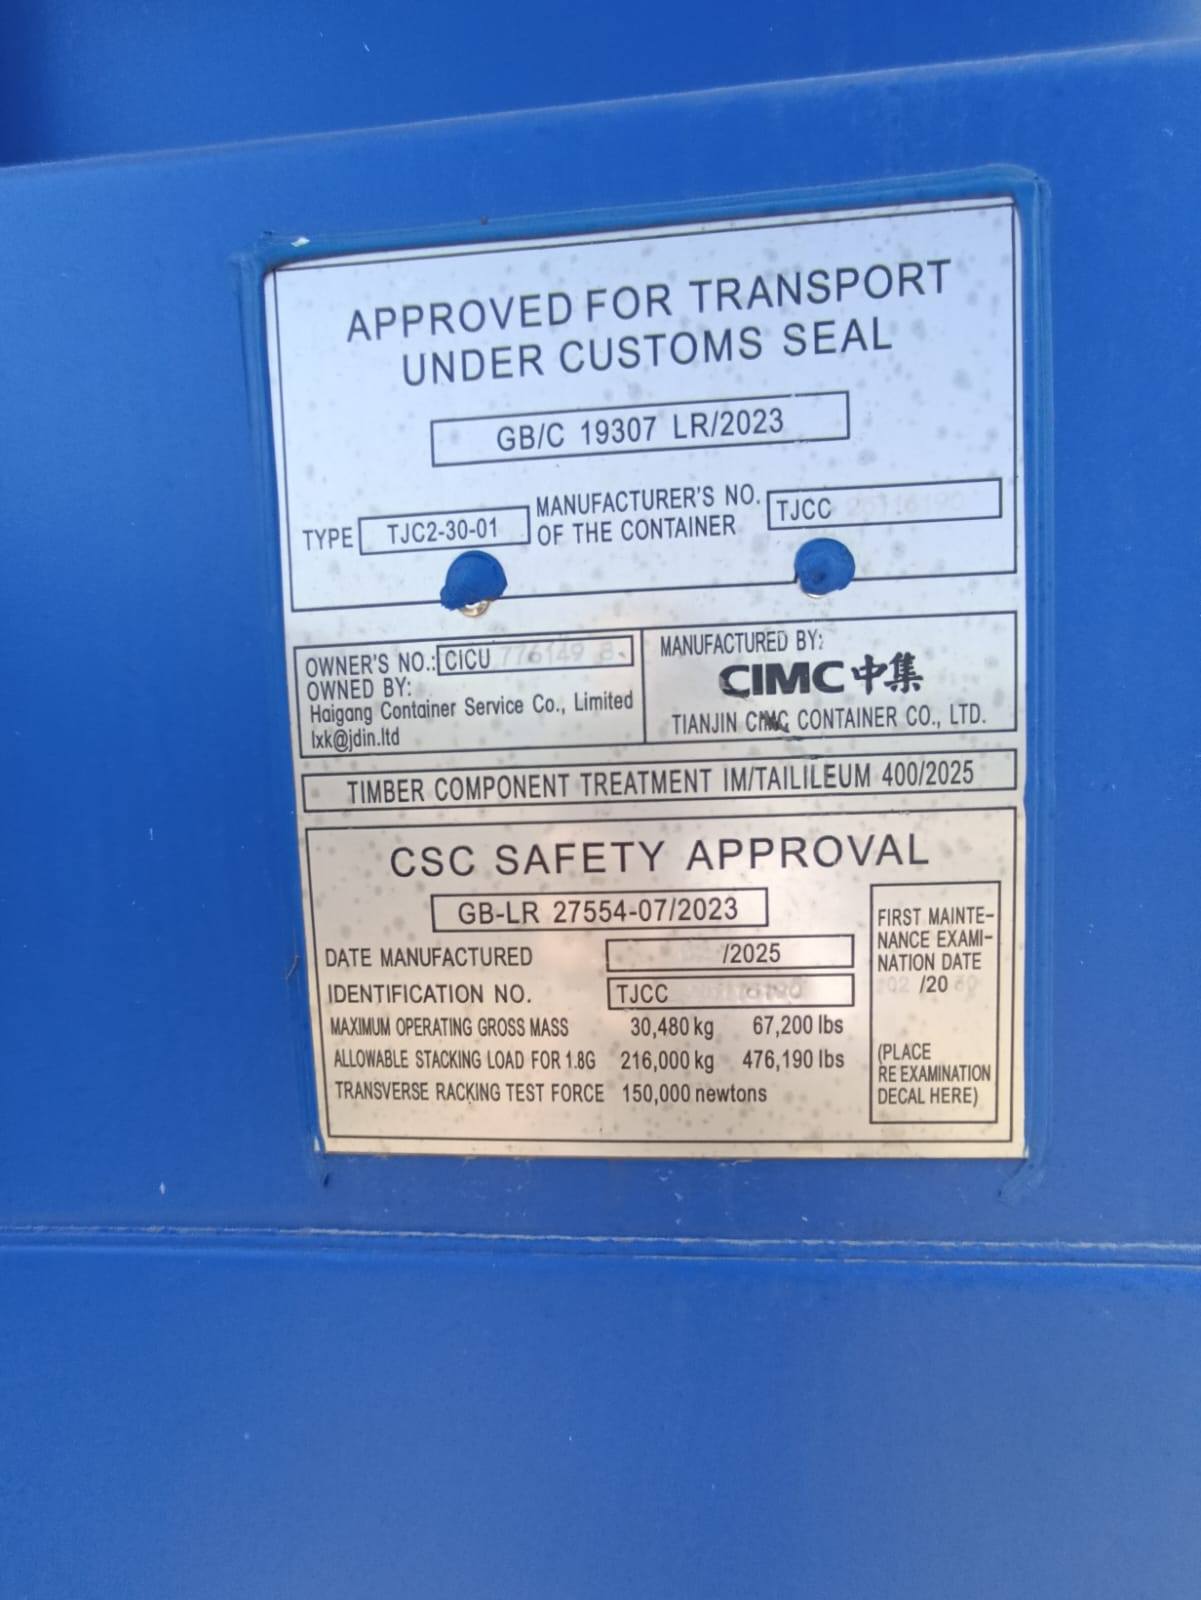 APPROVED FOR TRANSPORT
UNDER CUSTOMS SEAL
GB/C 19307 LR/2023
TYPE TJC2-30-01
MANUFACTURER'S NO.
OF THE CONTAINER
TJCC
OWNER'S NO.: CICU 776149 8
OWNED BY:
Haigang Container Service Co., Limited
lxk@jdin.ltd
MANUFACTURED BY:
CIMC 中集
TIANJIN CIMC CONTAINER CO., LTD.
TIMBER COMPONENT TREATMENT IM/TAILILEUM 400/2025
CSC SAFETY APPROVAL
GB-LR 27554-07/2023
DATE MANUFACTURED /2025
IDENTIFICATION NO. TJCC
MAXIMUM OPERATING GROSS MASS 30,480 kg 67,200 lbs
ALLOWABLE STACKING LOAD FOR 1.8G 216,000 kg 476,190 lbs
TRANSVERSE RACKING TEST FORCE 150,000 newtons
FIRST MAINTE-
NANCE EXAMI-
NATION DATE
/20
(PLACE
RE EXAMINATION
DECAL HERE)